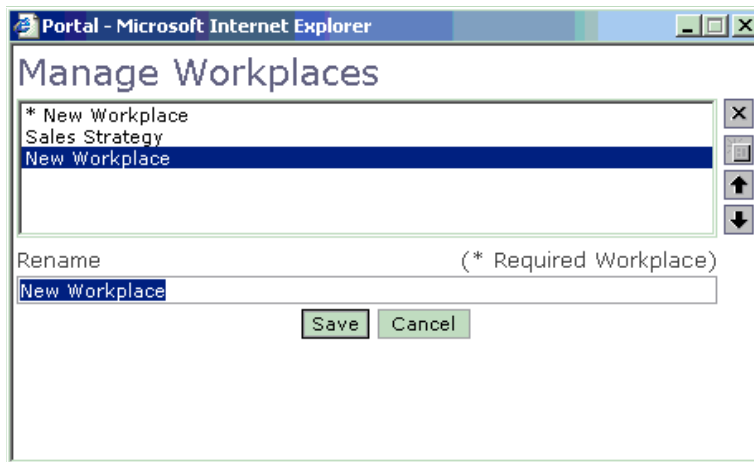 Portal - Microsoft Internet Explorer
Manage Workplaces
* New Workplace
Sales Strategy
New Workplace
Rename (* Required Workplace)
New Workplace
Save Cancel